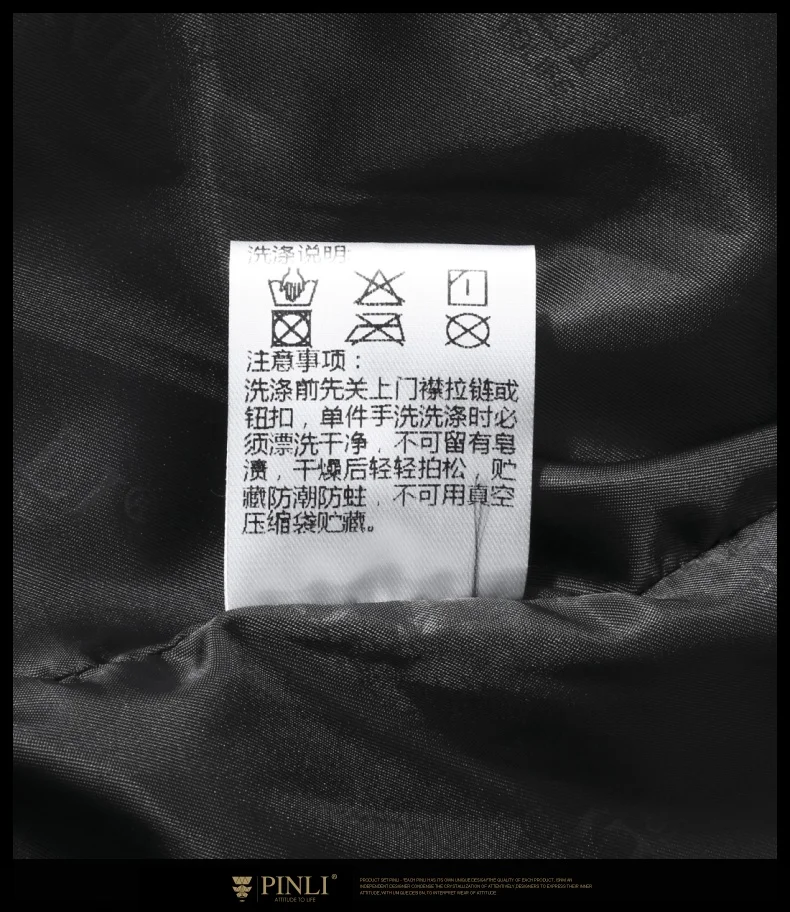 洗涤说明
注意事项：
洗涤前先关上门襟拉链或
钮扣，单件手洗洗涤时必
须漂洗干净，不可留有皂
渍，干燥后轻轻拍松，贮
藏防潮防蛀，不可用真空
压缩袋贮藏。
PINLI®
ATTITUDE TO LIFE